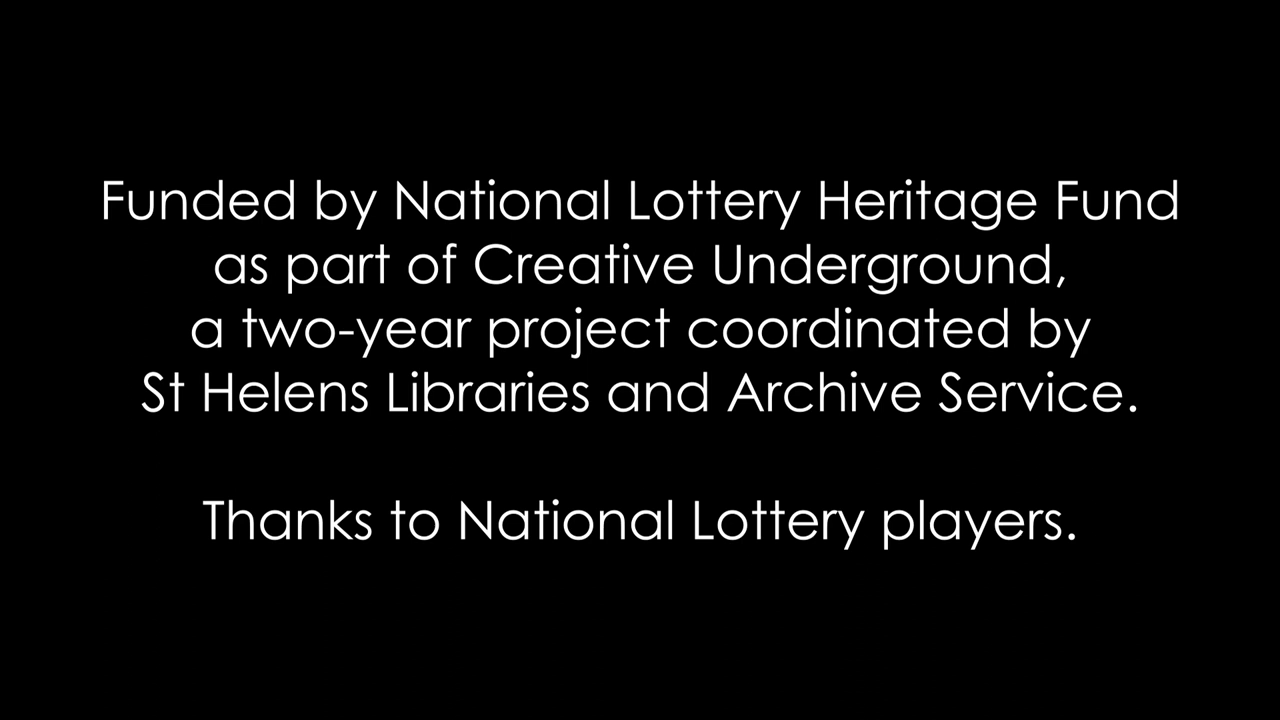 Funded by National Lottery Heritage Fund
as part of Creative Underground,
a two-year project coordinated by
St Helens Libraries and Archive Service.
Thanks to National Lottery players.